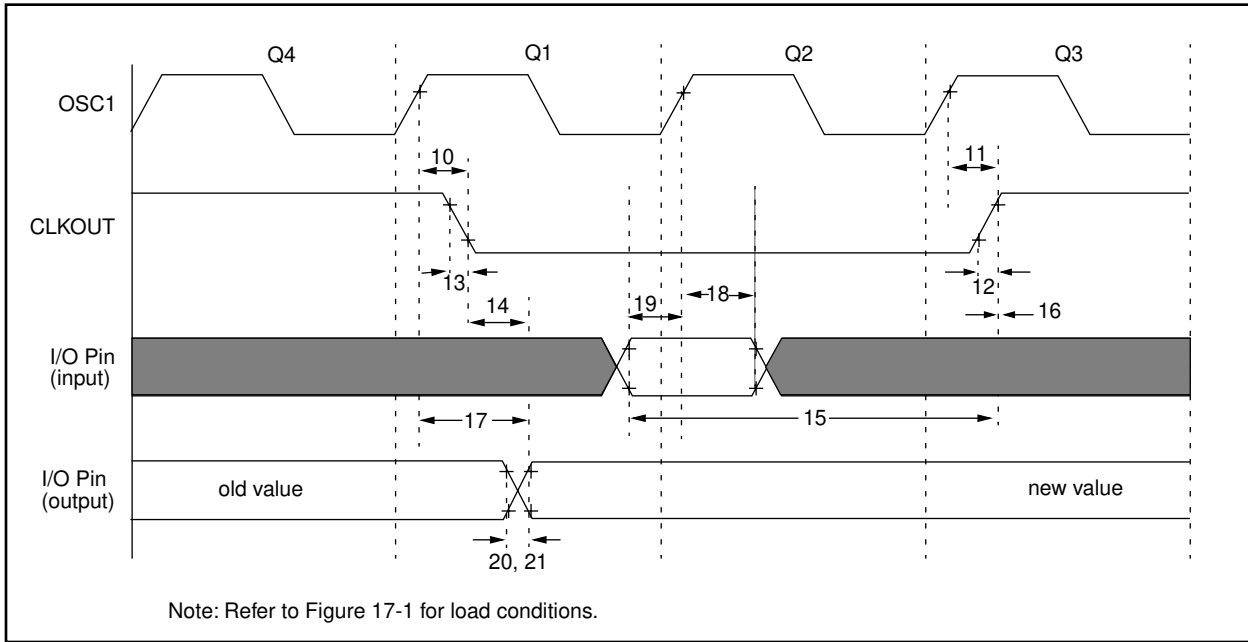 Q4 Q1 Q2 Q3
OSC1
10 11
CLKOUT
13 12
19 18
14 16
I/O Pin
(input)
17 15
I/O Pin
(output)
old value new value
20, 21
Note: Refer to Figure 17-1 for load conditions.